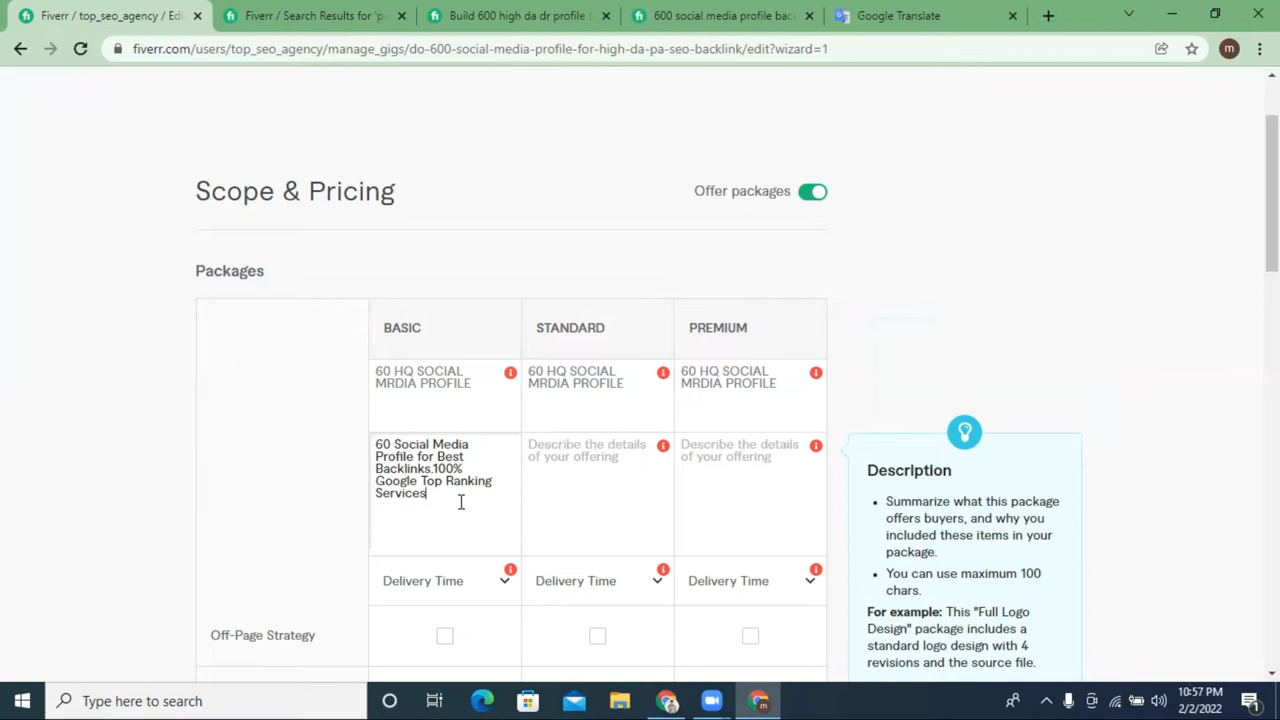 Fiverr / top_seo_agency / Edi
Fiverr / Search Results for 'p
Build 600 high da dr profile b
600 social media profile back
Google Translate
fiverr.com/users/top_seo_agency/manage_gigs/do-600-social-media-profile-for-high-da-pa-seo-backlink/edit?wizard=1
m
Scope & Pricing
Offer packages
Packages
BASIC
STANDARD
PREMIUM
60 HQ SOCIAL
MRDIA PROFILE
60 HQ SOCIAL
MRDIA PROFILE
60 HQ SOCIAL
MRDIA PROFILE
60 Social Media
Profile for Best
Backlinks.100%
Google Top Ranking
Services
Describe the details
of your offering
Describe the details
of your offering
Delivery Time
Delivery Time
Delivery Time
Off-Page Strategy
Description
Summarize what this package
offers buyers, and why you
included these items in your
package.
You can use maximum 100
chars.
For example: This "Full Logo
Design" package includes a
standard logo design with 4
revisions and the source file.
Type here to search
10:57 PM
2/2/2022